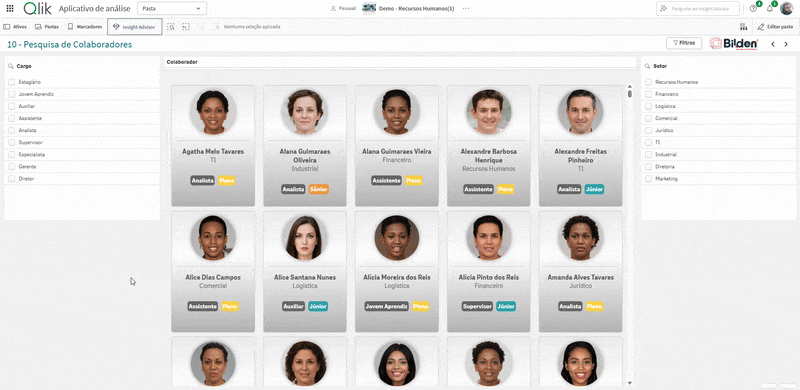 Qlik Aplicativo de análise Pasta Pessoal Demo - Recursos Humanos(1) Pergunte ao Insight Advisor
Ativos Pastas Marcadores Insight Advisor Nenhuma seleção aplicada Editar pasta
10 - Pesquisa de Colaboradores Filtros Bilden
Cargo
Estagiário
Jovem Aprendiz
Auxiliar
Assistente
Analista
Supervisor
Especialista
Gerente
Diretor
Colaborador
Agatha Melo Tavares
TI
Analista Pleno
Alana Guimaraes
Oliveira
Industrial
Analista Sênior
Alana Guimaraes Vieira
Financeiro
Assistente Pleno
Alexandre Barbosa
Henrique
Recursos Humanos
Assistente Pleno
Alexandre Freitas
Pinheiro
TI
Analista Júnior
Alice Dias Campos
Comercial
Assistente Pleno
Alice Santana Nunes
Logística
Auxiliar Júnior
Alicia Moreira dos Reis
Logística
Jovem Aprendiz Pleno
Alicia Pinto dos Reis
Financeiro
Supervisor Júnior
Amanda Alves Tavares
Jurídico
Analista Pleno
Setor
Recursos Humanos
Financeiro
Logística
Comercial
Jurídico
TI
Industrial
Diretoria
Marketing